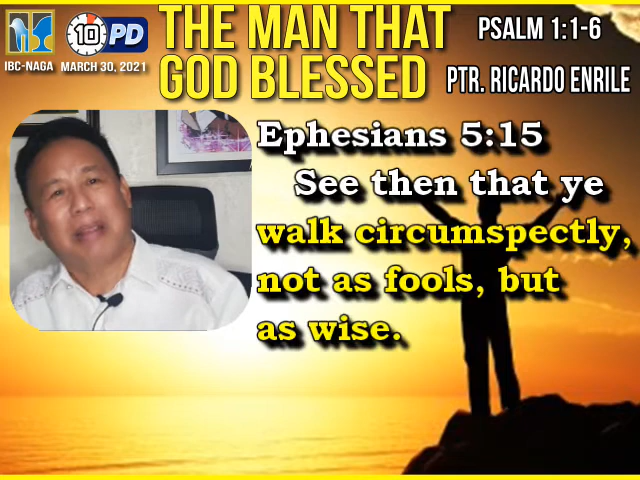 THE MAN THAT
GOD BLESSED
PSALM 1:1-6
PTR. RICARDO ENRILE
10 PD
IBC-NAGA MARCH 30, 2021
Ephesians 5:15
See then that ye
walk circumspectly,
not as fools, but
as wise.